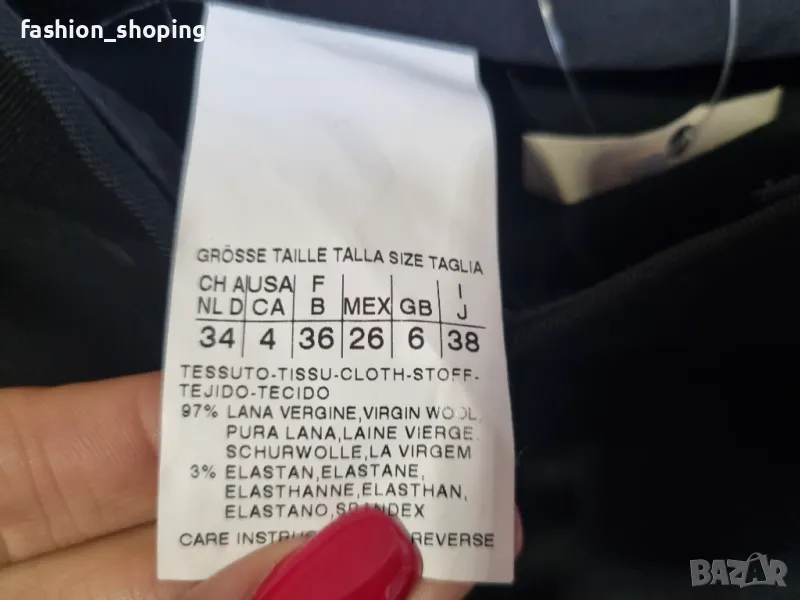 fashion_shoping
GRÖSSE TAILLE TALLA SIZE TAGLIA
CH A USA F I
NL D CA B MEX GB J
34 4 36 26 6 38
TESSUTO-TISSU-CLOTH-STOFF-
TEJIDO-TECIDO
97% LANA VERGINE,VIRGIN WOOL,
PURA LANA,LAINE VIERGE
SCHURWOLLE,LA VIRGEM
3% ELASTAN,ELASTANE,
ELASTHANNE,ELASTHAN,
ELASTANO,SPANDEX
CARE REVERSE
BAZAR